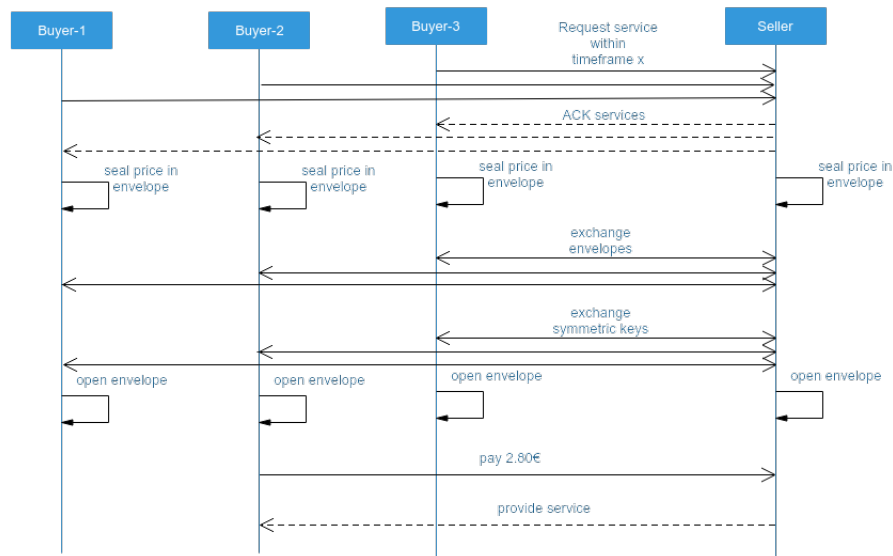 Buyer-1
Buyer-2
Buyer-3
Seller
Request service
within
timeframe x
ACK services
seal price in
envelope
seal price in
envelope
seal price in
envelope
seal price in
envelope
exchange
envelopes
exchange
symmetric keys
open envelope
open envelope
open envelope
open envelope
pay 2.80€
provide service